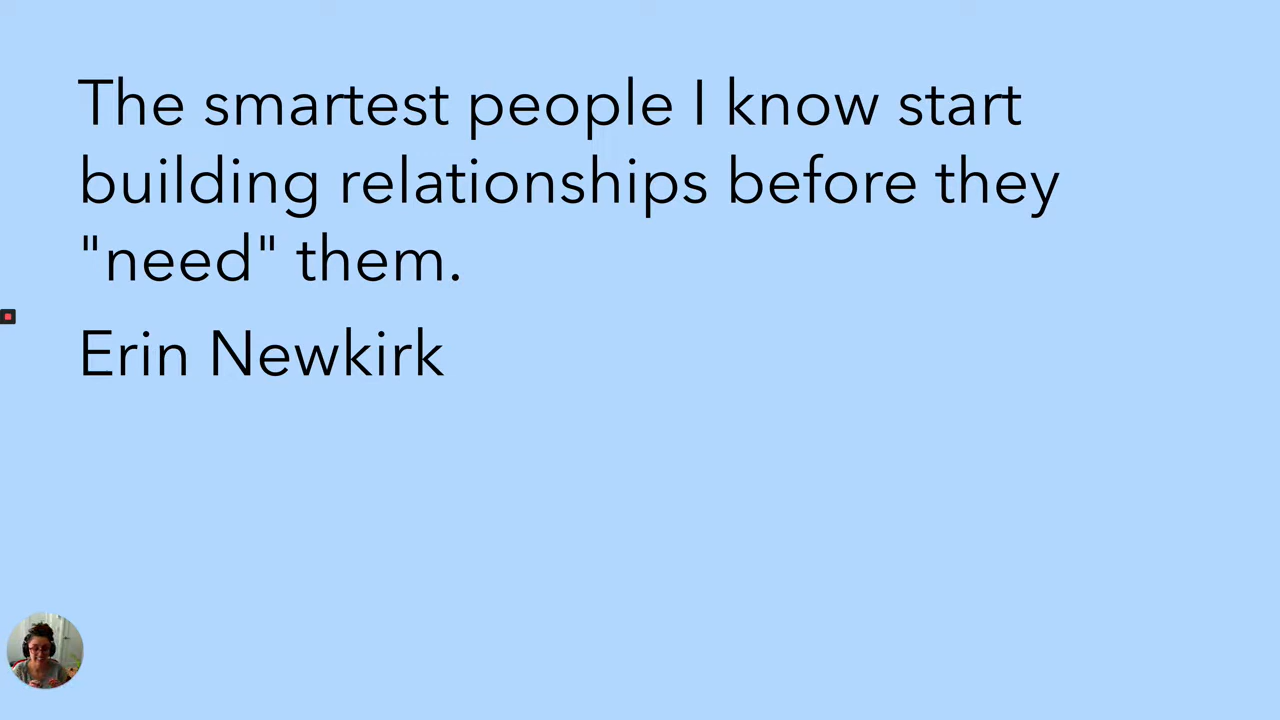 The smartest people I know start
building relationships before they
"need" them.
Erin Newkirk